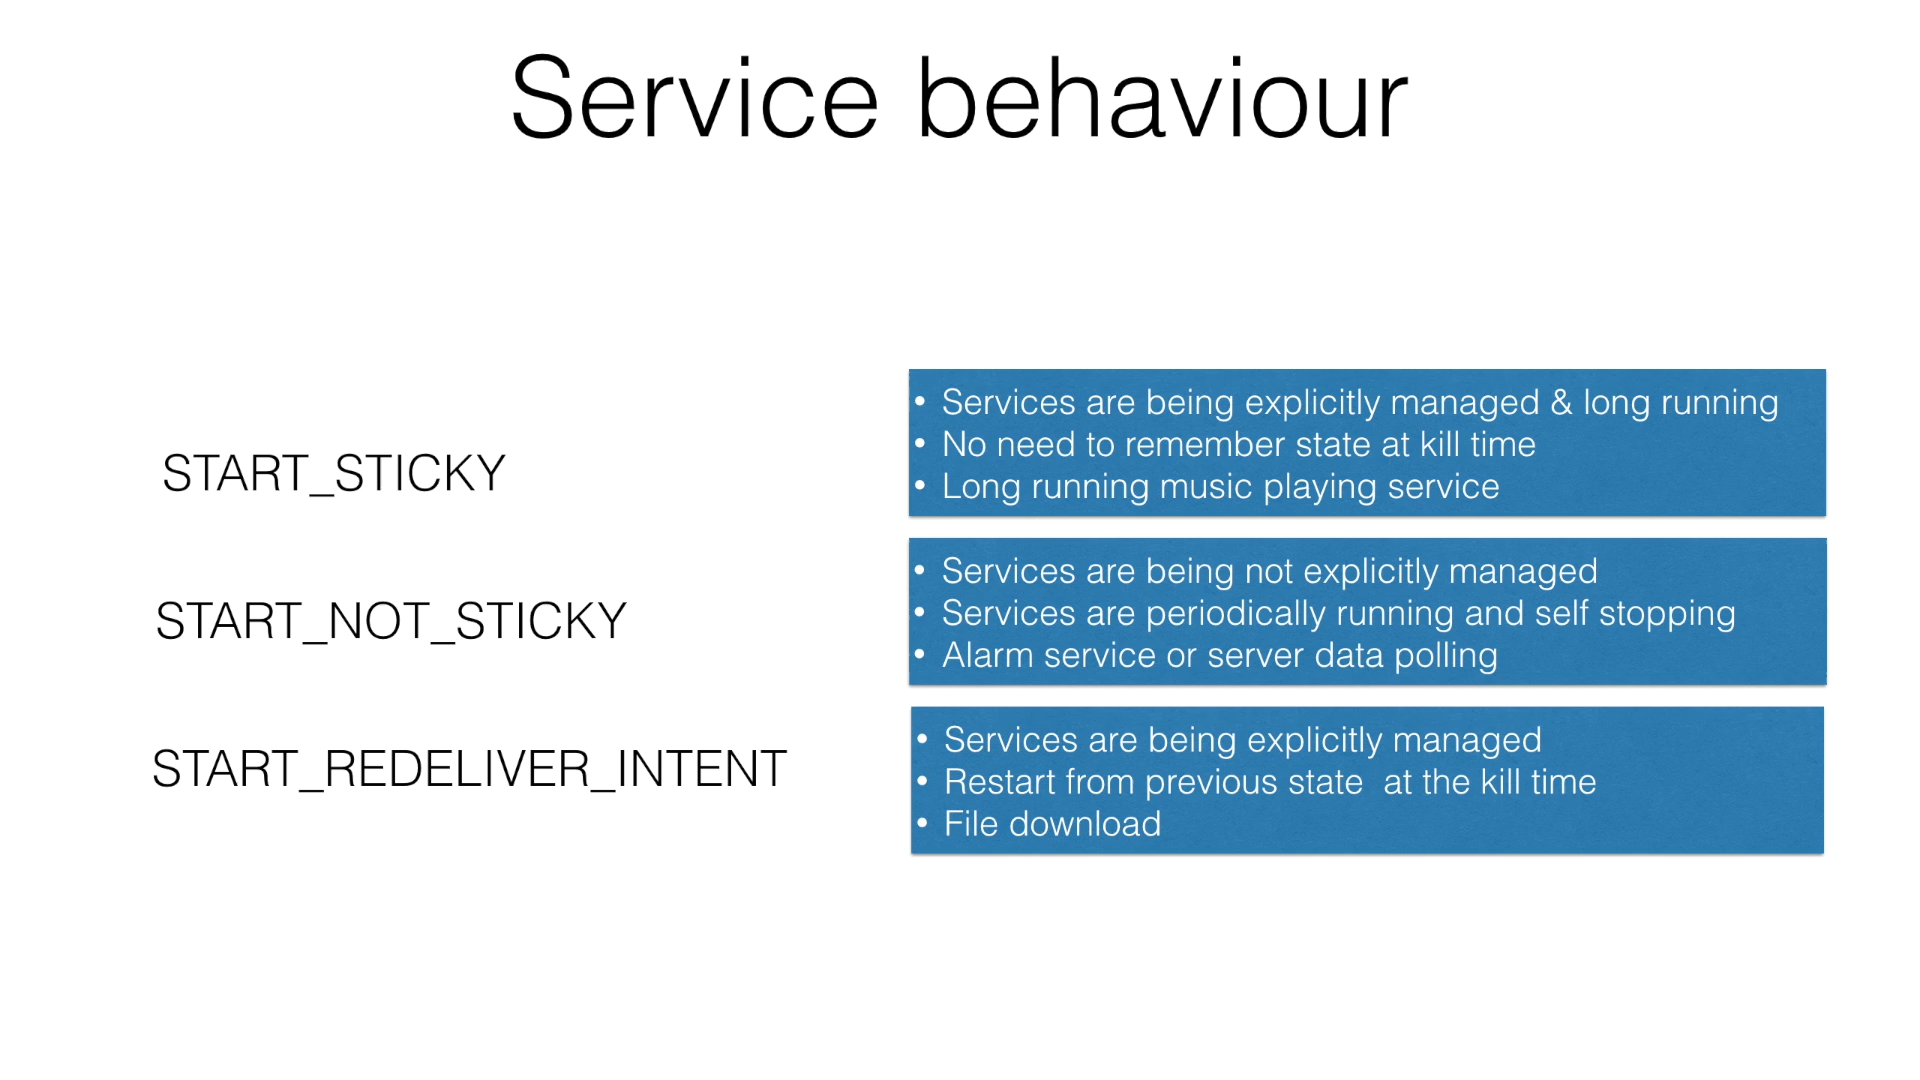 Service behaviour
START_STICKY
• Services are being explicitly managed & long running
• No need to remember state at kill time
• Long running music playing service
START_NOT_STICKY
• Services are being not explicitly managed
• Services are periodically running and self stopping
• Alarm service or server data polling
START_REDELIVER_INTENT
• Services are being explicitly managed
• Restart from previous state  at the kill time
• File download